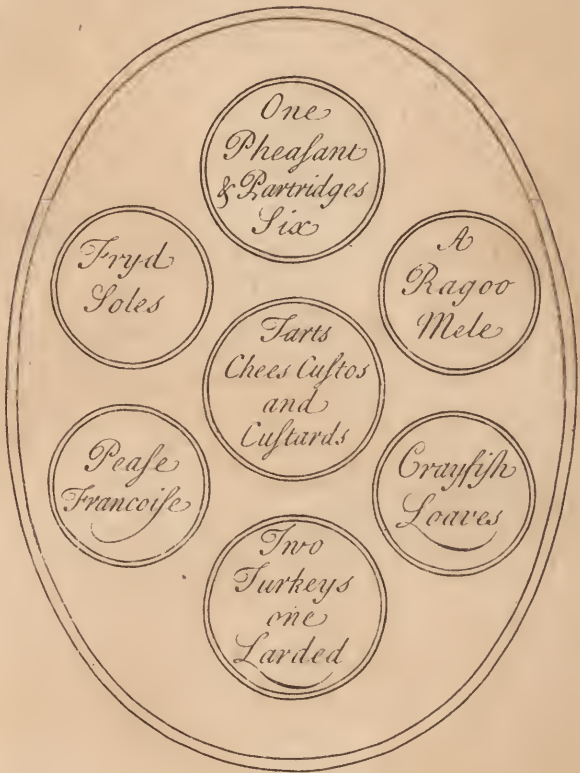 One
Pheaſant
& Partridges
Six
Fryd
Soles
A
Ragoo
Mele
Tarts
Chees Cuſtos
and
Cuſtards
Peaſe
Francoiſe
Crayfiſh
Loaves
Two
Turkeys
one
Larded